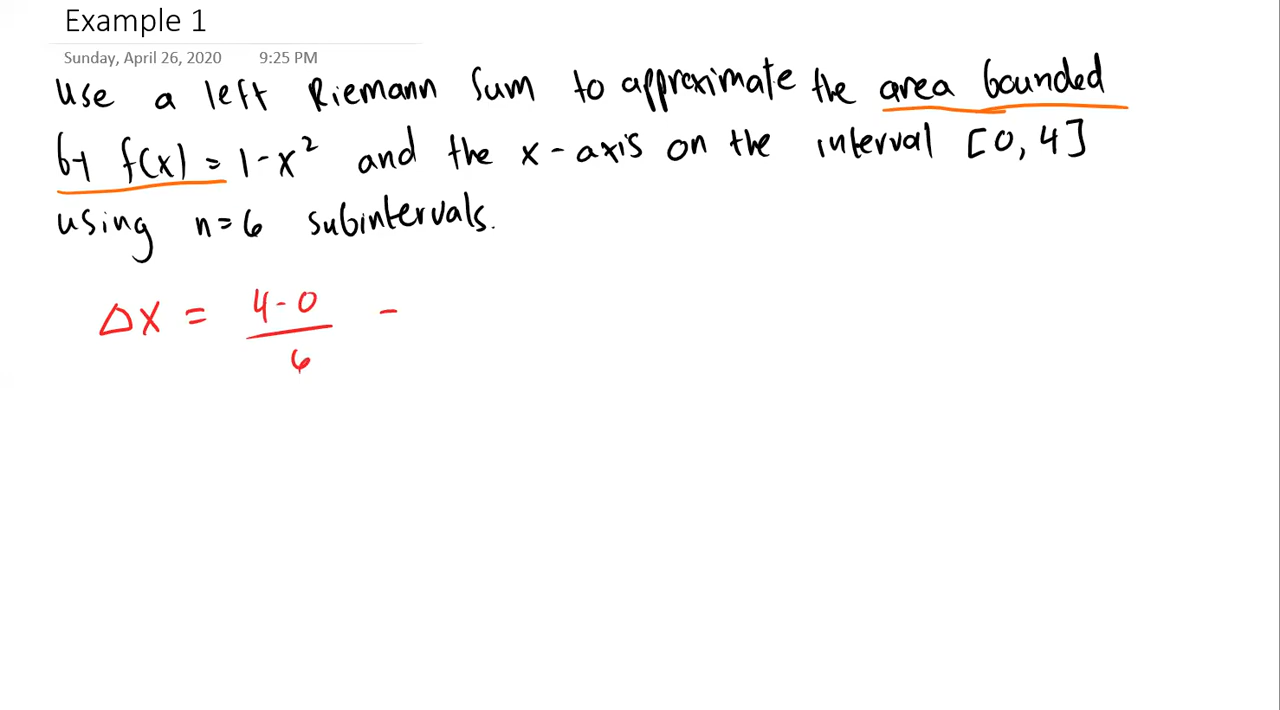 Example 1
Sunday, April 26, 2020 9:25 PM
Use a left Riemann Sum to approximate the area bounded
by f(x) = 1-x² and the x-axis on the interval [0, 4]
using n=6 subintervals.
Δx = 4-0 =
6